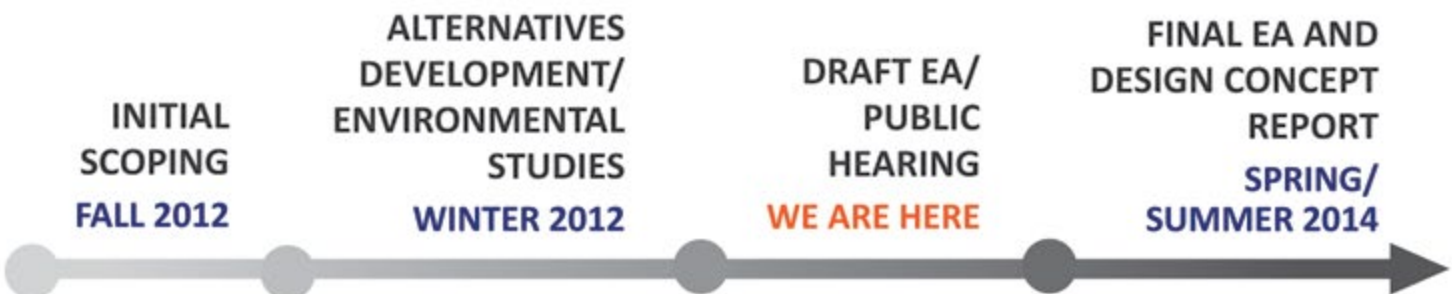 INITIAL
SCOPING
FALL 2012
ALTERNATIVES
DEVELOPMENT/
ENVIRONMENTAL
STUDIES
WINTER 2012
DRAFT EA/
PUBLIC
HEARING
WE ARE HERE
FINAL EA AND
DESIGN CONCEPT
REPORT
SPRING/
SUMMER 2014